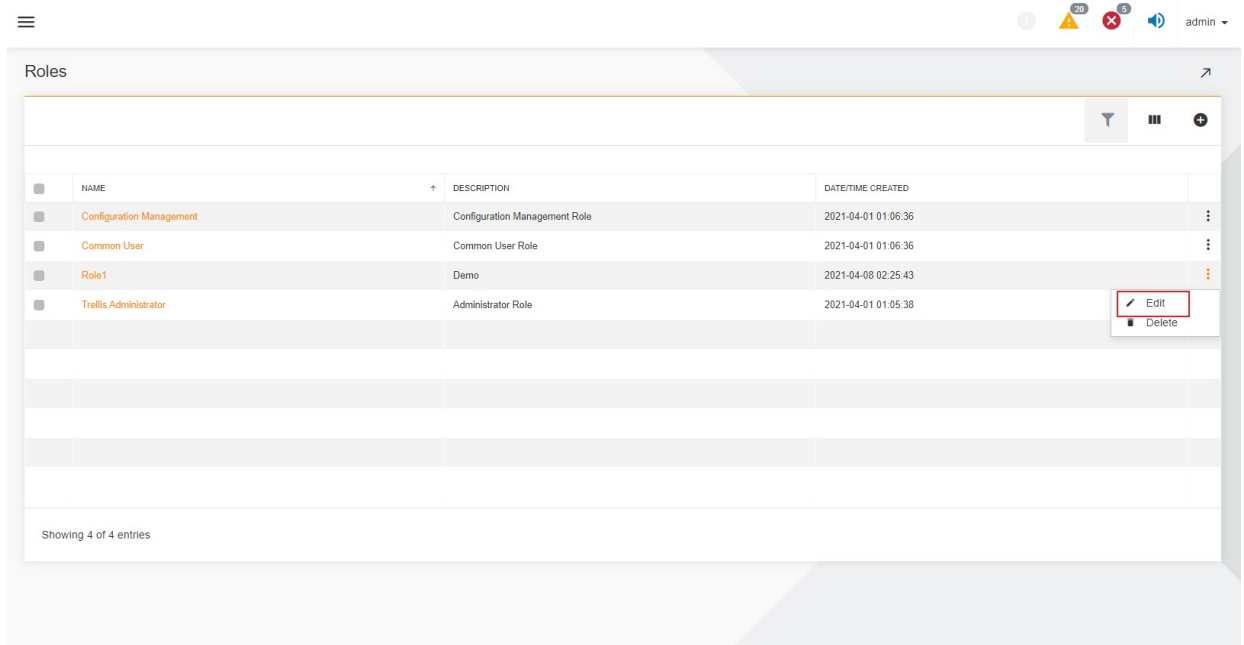 20 5 admin
Roles
NAME DESCRIPTION DATE/TIME CREATED
Configuration Management Configuration Management Role 2021-04-01 01:06:36
Common User Common User Role 2021-04-01 01:06:36
Role1 Demo 2021-04-08 02:25:43
Trellis Administrator Administrator Role 2021-04-01 01:05:38
Edit
Delete
Showing 4 of 4 entries